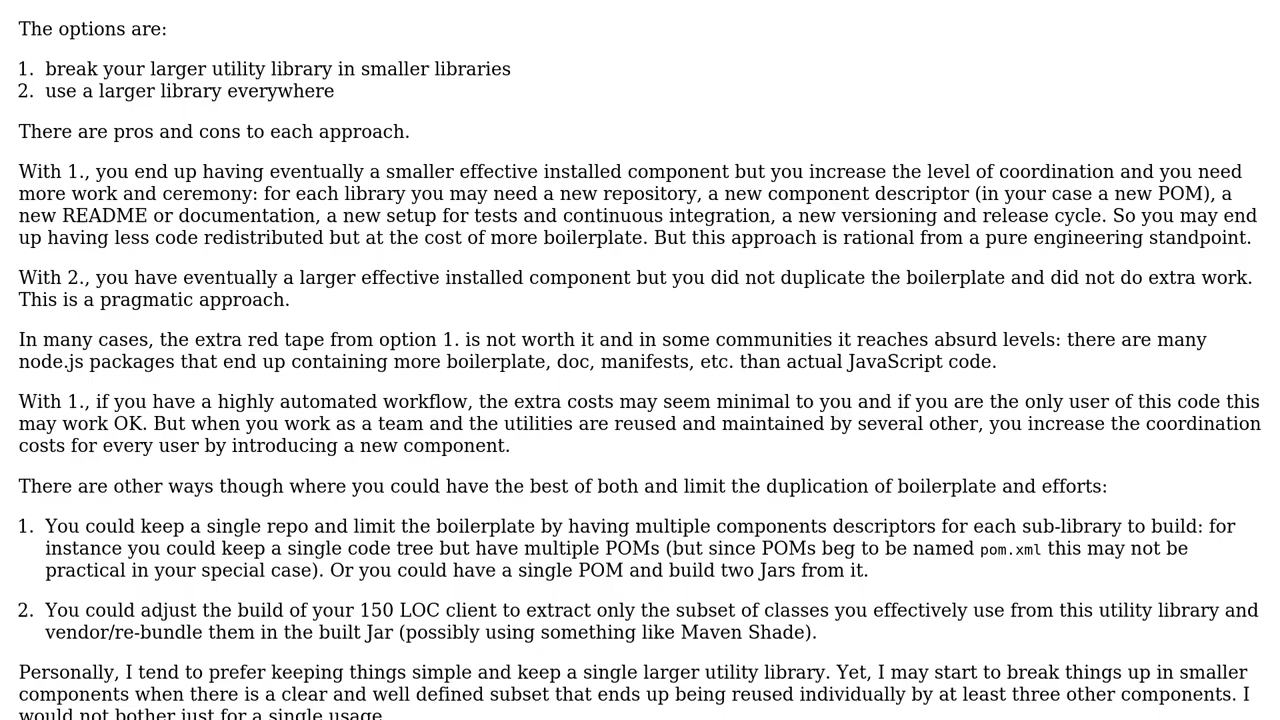 The options are:
1. break your larger utility library in smaller libraries
2. use a larger library everywhere
There are pros and cons to each approach.
With 1., you end up having eventually a smaller effective installed component but you increase the level of coordination and you need
more work and ceremony: for each library you may need a new repository, a new component descriptor (in your case a new POM), a
new README or documentation, a new setup for tests and continuous integration, a new versioning and release cycle. So you may end
up having less code redistributed but at the cost of more boilerplate. But this approach is rational from a pure engineering standpoint.
With 2., you have eventually a larger effective installed component but you did not duplicate the boilerplate and did not do extra work.
This is a pragmatic approach.
In many cases, the extra red tape from option 1. is not worth it and in some communities it reaches absurd levels: there are many
node.js packages that end up containing more boilerplate, doc, manifests, etc. than actual JavaScript code.
With 1., if you have a highly automated workflow, the extra costs may seem minimal to you and if you are the only user of this code this
may work OK. But when you work as a team and the utilities are reused and maintained by several other, you increase the coordination
costs for every user by introducing a new component.
There are other ways though where you could have the best of both and limit the duplication of boilerplate and efforts:
1. You could keep a single repo and limit the boilerplate by having multiple components descriptors for each sub-library to build: for
instance you could keep a single code tree but have multiple POMs (but since POMs beg to be named pom.xml this may not be
practical in your special case). Or you could have a single POM and build two Jars from it.
2. You could adjust the build of your 150 LOC client to extract only the subset of classes you effectively use from this utility library and
vendor/re-bundle them in the built Jar (possibly using something like Maven Shade).
Personally, I tend to prefer keeping things simple and keep a single larger utility library. Yet, I may start to break things up in smaller
components when there is a clear and well defined subset that ends up being reused individually by at least three other components. I
would not bother just for a single usage.